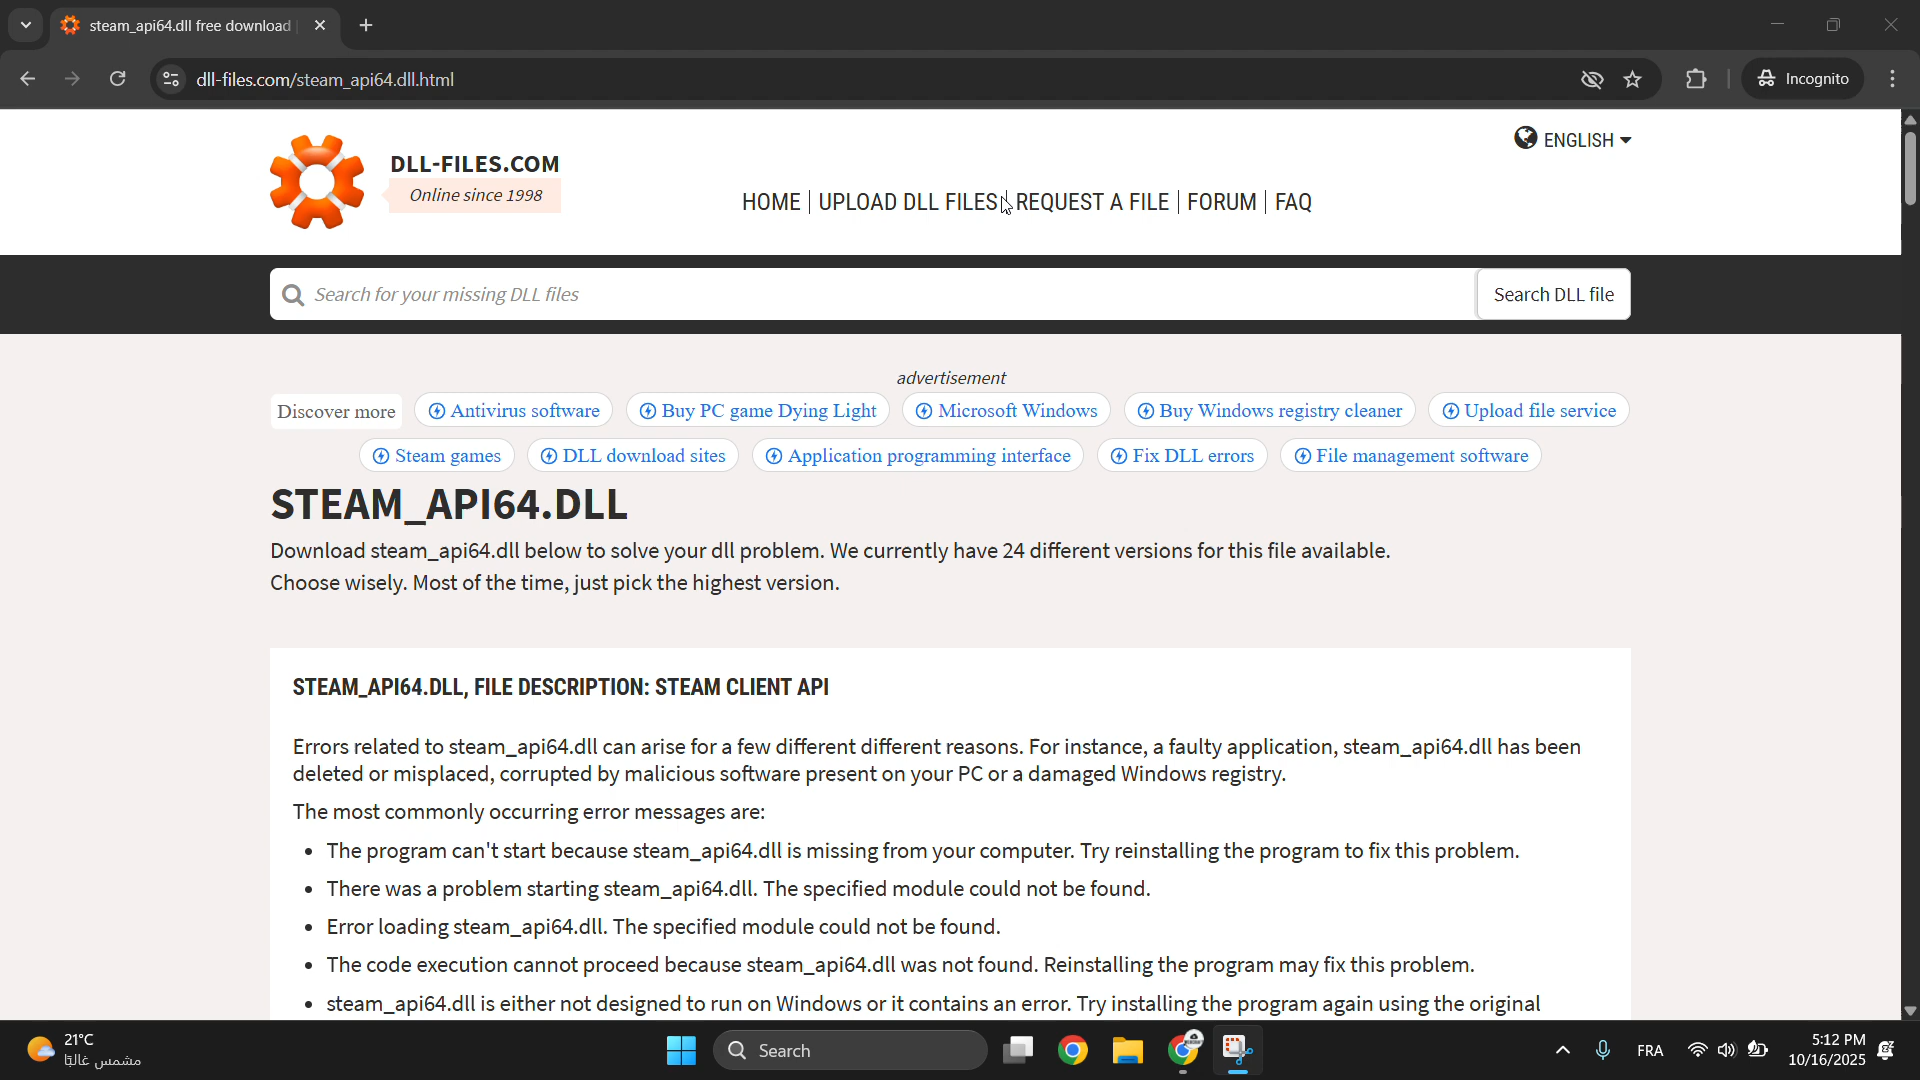 steam_api64.dll free download
dll-files.com/steam_api64.dll.html
Incognito
DLL-FILES.COM
Online since 1998
ENGLISH
HOME | UPLOAD DLL FILES | REQUEST A FILE | FORUM | FAQ
Search for your missing DLL files
Search DLL file
advertisement
Discover more
Antivirus software
Buy PC game Dying Light
Microsoft Windows
Buy Windows registry cleaner
Upload file service
Steam games
DLL download sites
Application programming interface
Fix DLL errors
File management software
STEAM_API64.DLL
Download steam_api64.dll below to solve your dll problem. We currently have 24 different versions for this file available.
Choose wisely. Most of the time, just pick the highest version.
STEAM_API64.DLL, FILE DESCRIPTION: STEAM CLIENT API
Errors related to steam_api64.dll can arise for a few different different reasons. For instance, a faulty application, steam_api64.dll has been
deleted or misplaced, corrupted by malicious software present on your PC or a damaged Windows registry.
The most commonly occurring error messages are:
• The program can't start because steam_api64.dll is missing from your computer. Try reinstalling the program to fix this problem.
• There was a problem starting steam_api64.dll. The specified module could not be found.
• Error loading steam_api64.dll. The specified module could not be found.
• The code execution cannot proceed because steam_api64.dll was not found. Reinstalling the program may fix this problem.
• steam_api64.dll is either not designed to run on Windows or it contains an error. Try installing the program again using the original
21°C
مشمس غالبًا
Search
FRA
5:12 PM
10/16/2025